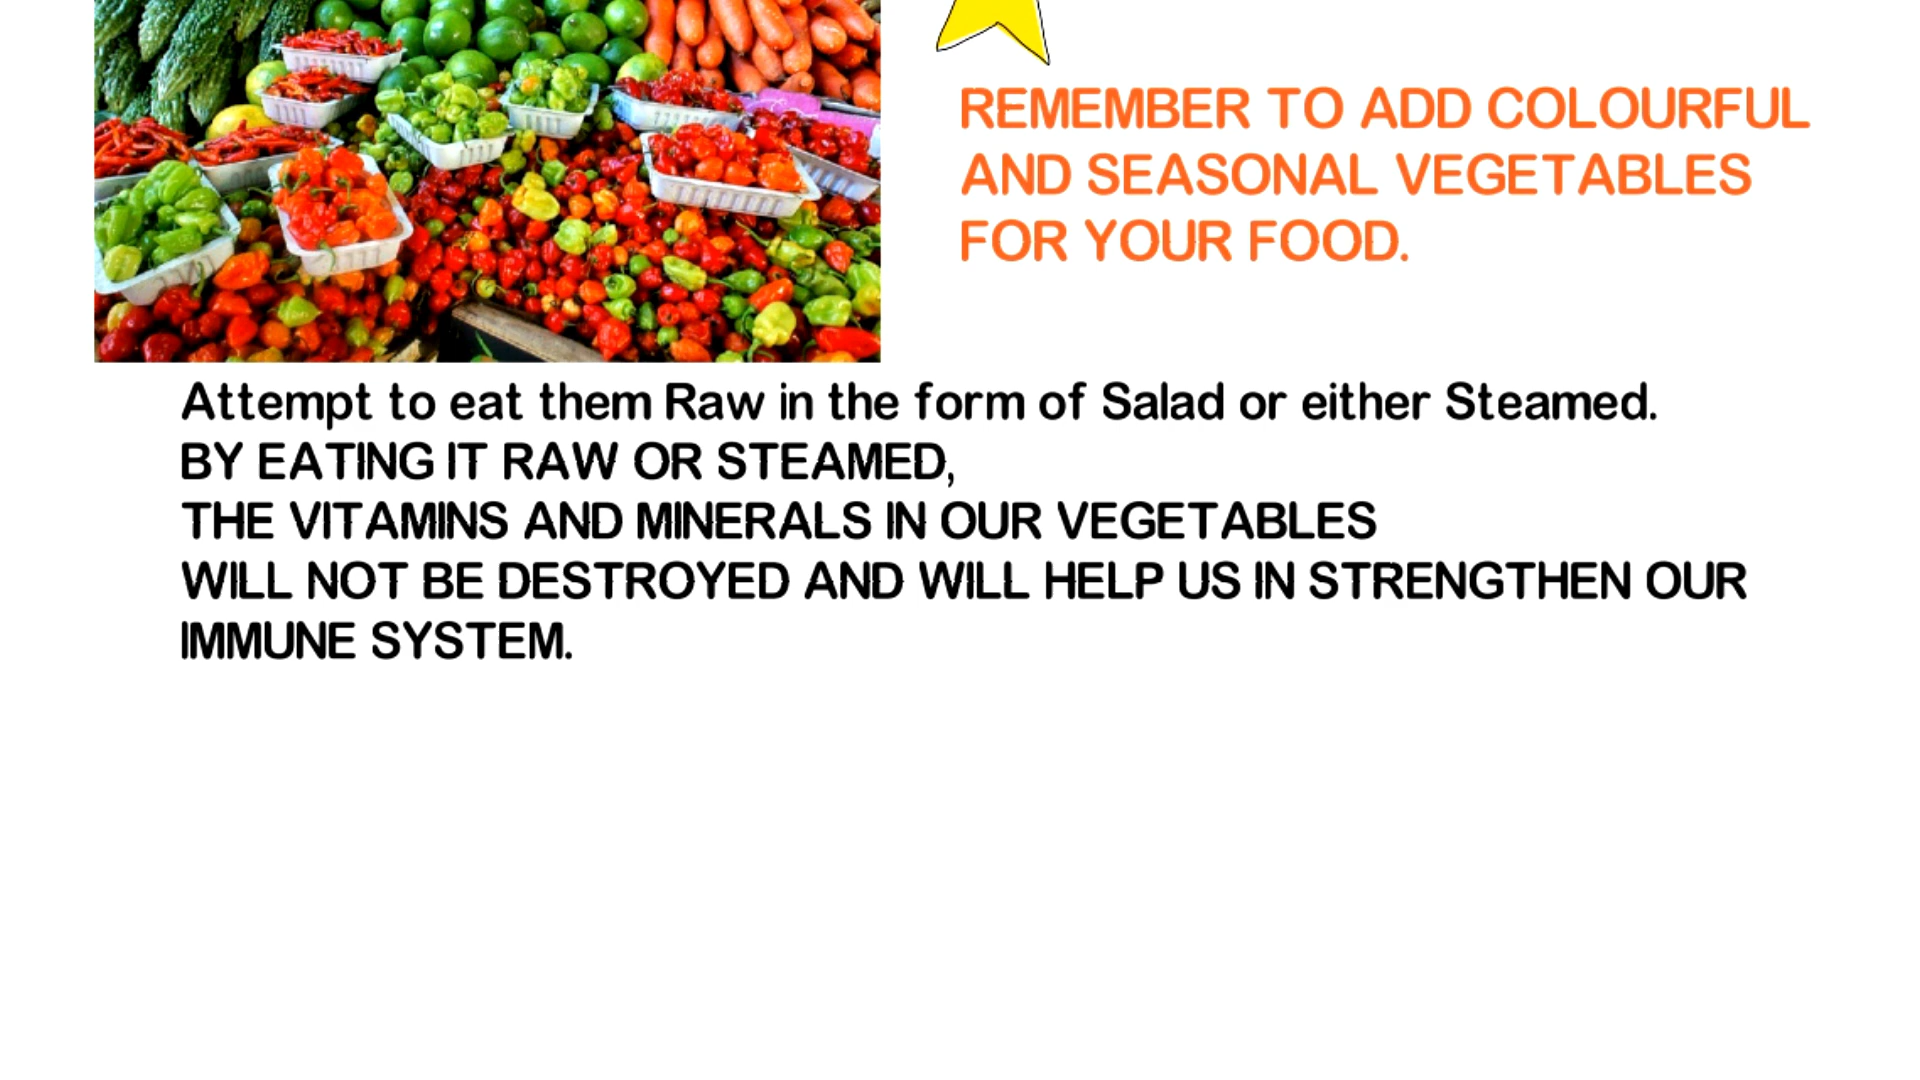 REMEMBER TO ADD COLOURFUL
AND SEASONAL VEGETABLES
FOR YOUR FOOD.
Attempt to eat them Raw in the form of Salad or either Steamed.
BY EATING IT RAW OR STEAMED,
THE VITAMINS AND MINERALS IN OUR VEGETABLES
WILL NOT BE DESTROYED AND WILL HELP US IN STRENGTHEN OUR
IMMUNE SYSTEM.